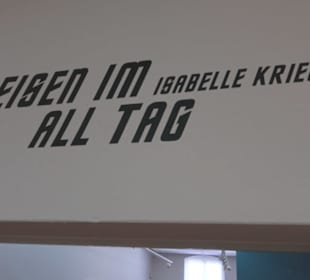 EISEN IM ISABELLE KRIE
ALL TAG